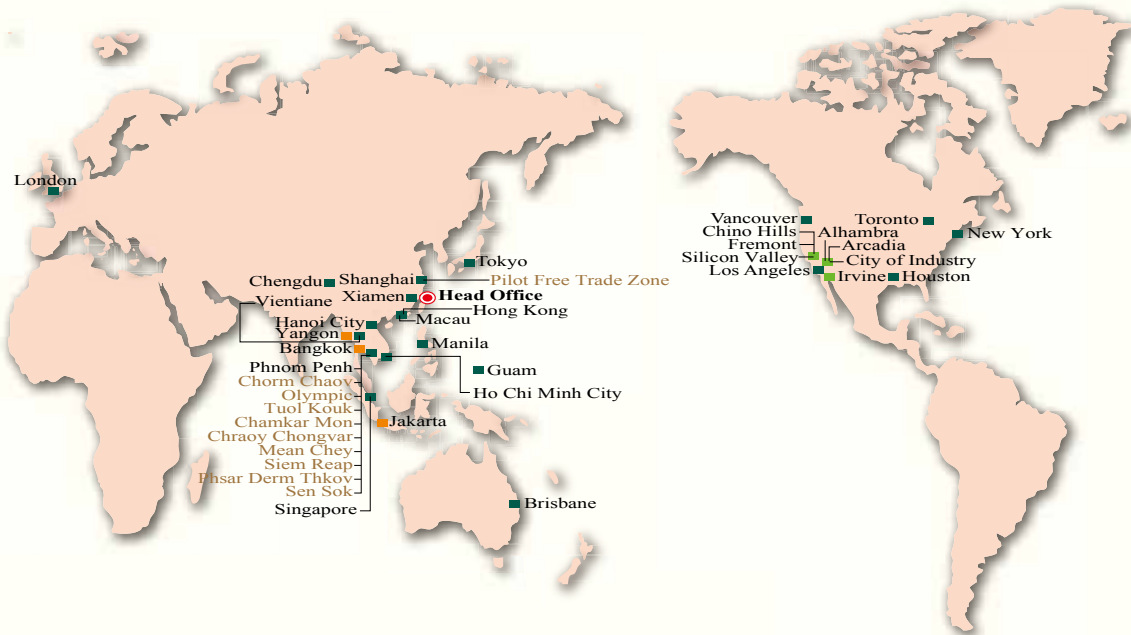 London
Tokyo
Chengdu
Shanghai
Pilot Free Trade Zone
Vientiane
Xiamen
Head Office
Hong Kong
Hanoi City
Macau
Yangon
Bangkok
Manila
Phnom Penh
Guam
Chorm Chaov
Olympic
Ho Chi Minh City
Tuol Kouk
Chamkar Mon
Jakarta
Chraoy Chongvar
Mean Chey
Siem Reap
Phsar Derm Thkov
Sen Sok
Singapore
Brisbane
Vancouver
Toronto
Chino Hills
Alhambra
New York
Fremont
Arcadia
Silicon Valley
City of Industry
Los Angeles
Irvine
Houston